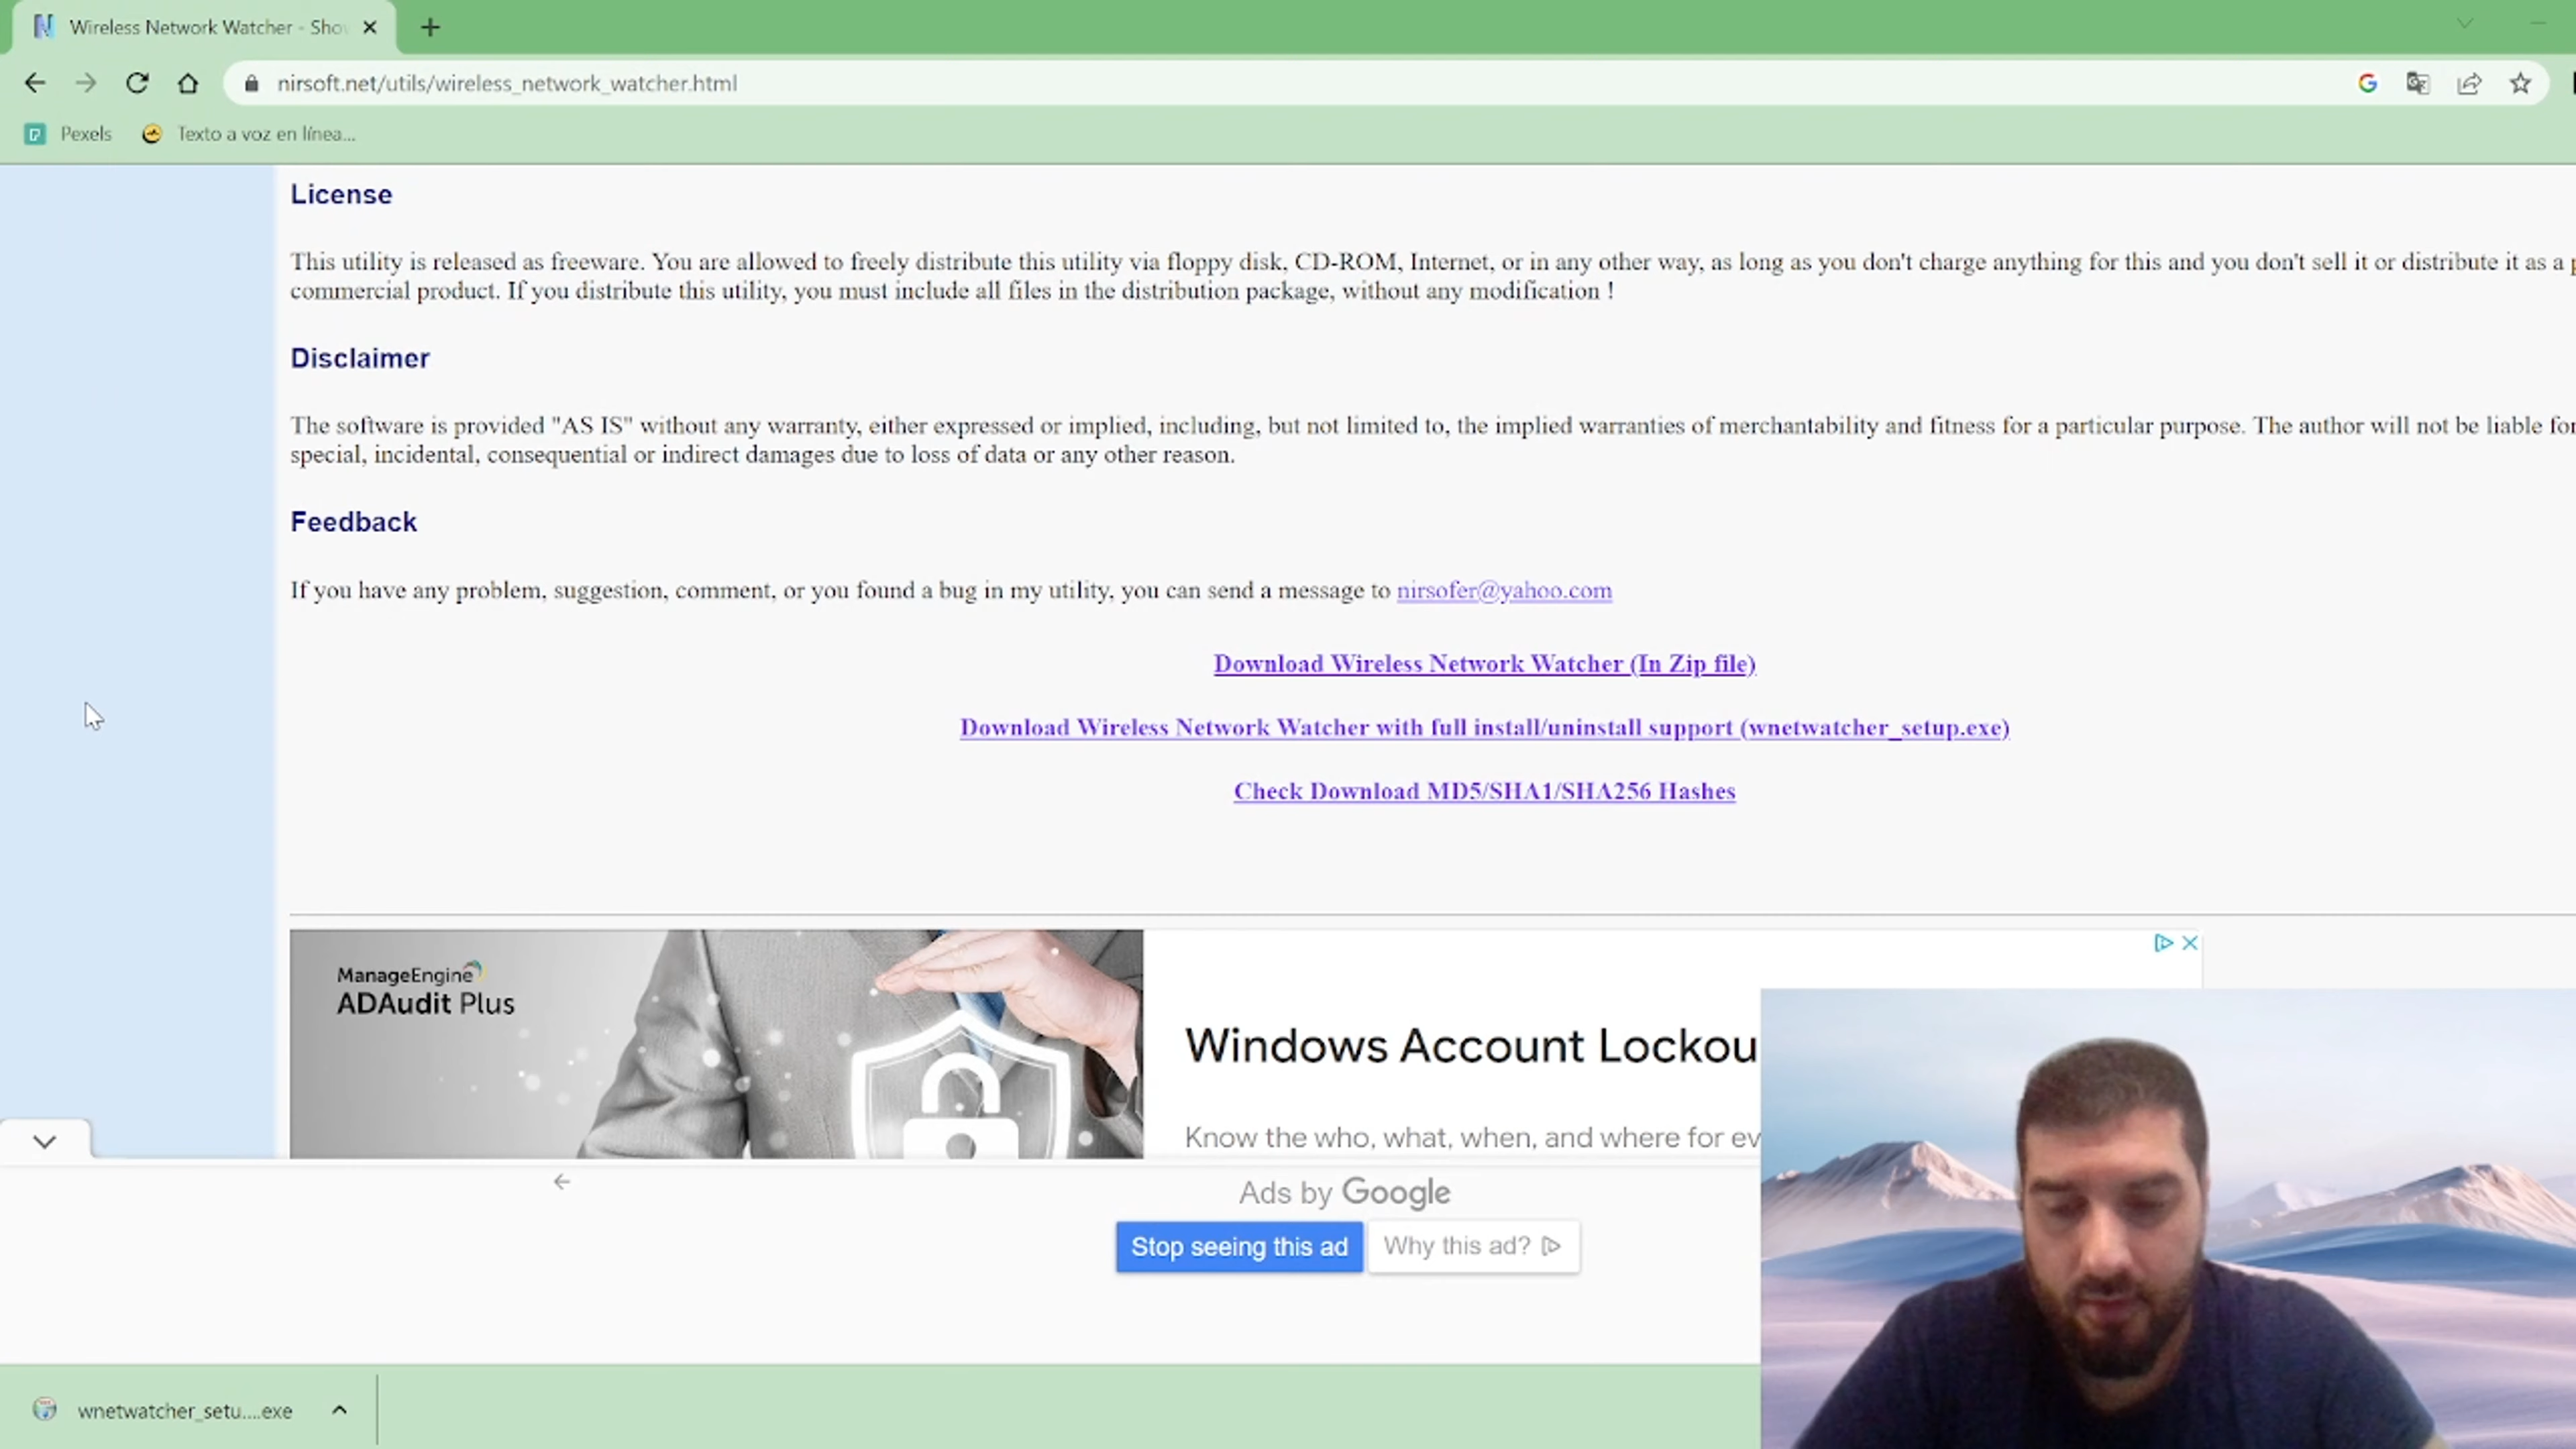 Wireless Network Watcher - Sho
nirsoft.net/utils/wireless_network_watcher.html
Pexels Texto a voz en línea...
License
This utility is released as freeware. You are allowed to freely distribute this utility via floppy disk, CD-ROM, Internet, or in any other way, as long as you don't charge anything for this and you don't sell it or distribute it as a
commercial product. If you distribute this utility, you must include all files in the distribution package, without any modification !
Disclaimer
The software is provided "AS IS" without any warranty, either expressed or implied, including, but not limited to, the implied warranties of merchantability and fitness for a particular purpose. The author will not be liable for
special, incidental, consequential or indirect damages due to loss of data or any other reason.
Feedback
If you have any problem, suggestion, comment, or you found a bug in my utility, you can send a message to nirsofer@yahoo.com
Download Wireless Network Watcher (In Zip file)
Download Wireless Network Watcher with full install/uninstall support (wnetwatcher_setup.exe)
Check Download MD5/SHA1/SHA256 Hashes
ManageEngine
ADAudit Plus
Windows Account Lockou
Know the who, what, when, and where for ev
Ads by Google
Stop seeing this ad Why this ad?
wnetwatcher_setu....exe